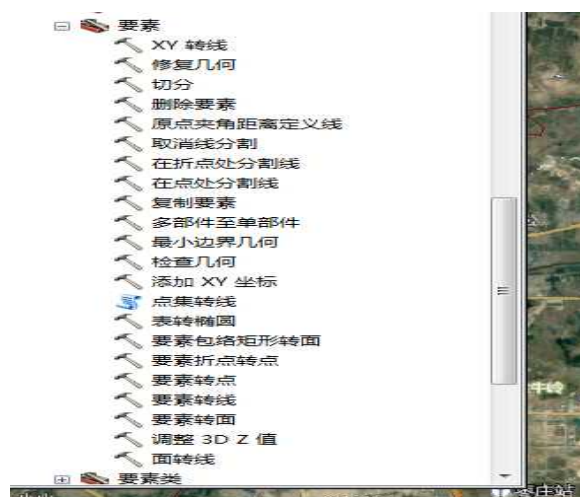 要素
XY 转线
修复几何
切分
删除要素
原点夹角距离定义线
取消线分割
在折点处分割线
在点处分割线
复制要素
多部件至单部件
最小边界几何
检查几何
添加 XY 坐标
点集转线
表转椭圆
要素包络矩形转面
要素折点转点
要素转点
要素转线
要素转面
调整 3D Z 值
面转线
要素类
牛岭
枣庄站